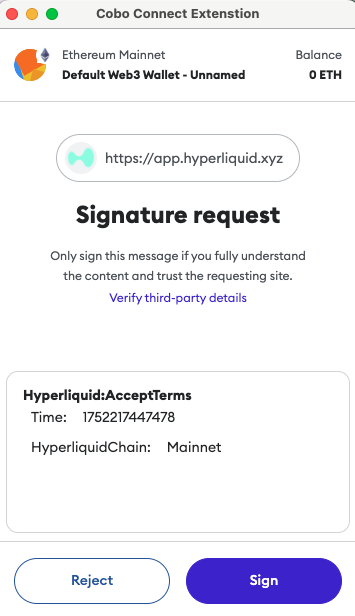 Cobo Connect Extenstion
Ethereum Mainnet
Balance
Default Web3 Wallet - Unnamed
0 ETH
https://app.hyperliquid.xyz
Signature request
Only sign this message if you fully understand
the content and trust the requesting site.
Verify third-party details
Hyperliquid:AcceptTerms
Time: 1752217447478
HyperliquidChain: Mainnet
Reject
Sign